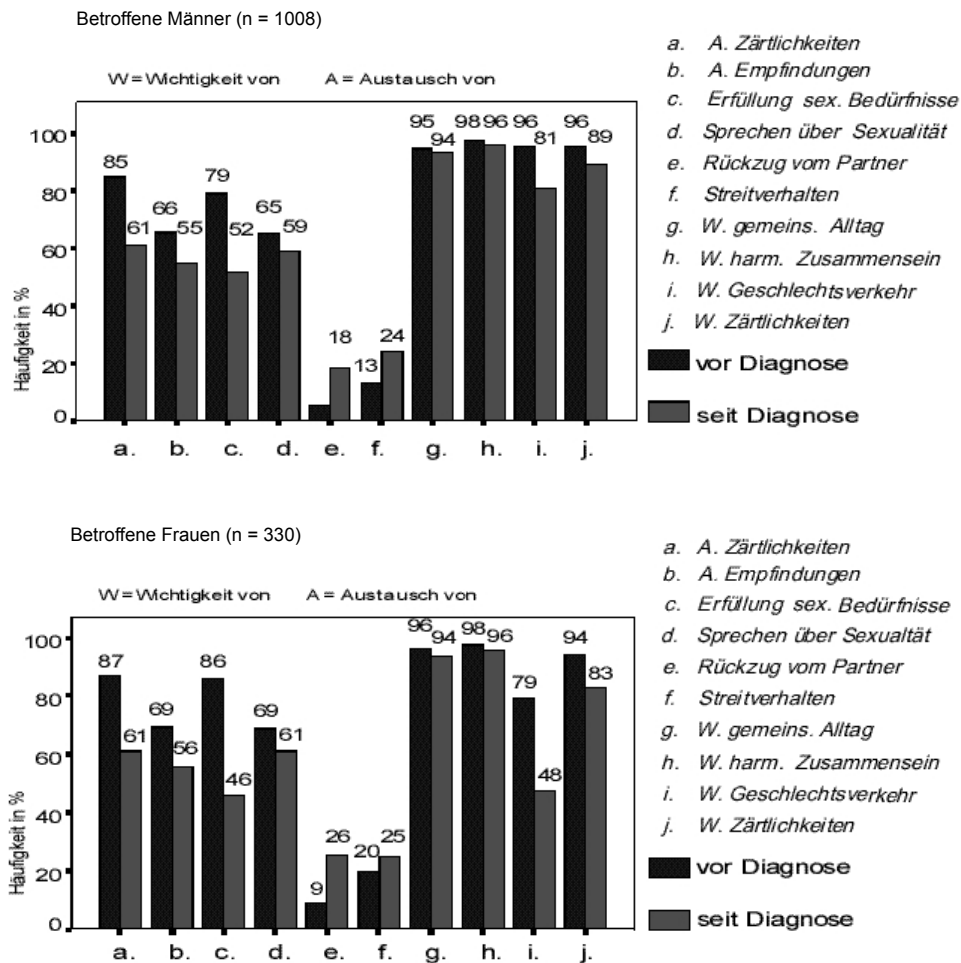 Betroffene Männer (n = 1008)
W = Wichtigkeit von A = Austausch von
a. A. Zärtlichkeiten
b. A. Empfindungen
c. Erfüllung sex. Bedürfnisse
d. Sprechen über Sexualität
e. Rückzug vom Partner
f. Streitverhalten
g. W. gemeins. Alltag
h. W. harm. Zusammensein
i. W. Geschlechtsverkehr
j. W. Zärtlichkeiten
vor Diagnose
seit Diagnose
Häufigkeit in %
100
80
60
40
20
0
85 61 66 55 79 52 65 59 18 13 24 95 94 98 96 96 81 96 89
a. b. c. d. e. f. g. h. i. j.
Betroffene Frauen (n = 330)
W = Wichtigkeit von A = Austausch von
a. A. Zärtlichkeiten
b. A. Empfindungen
c. Erfüllung sex. Bedürfnisse
d. Sprechen über Sexualtät
e. Rückzug vom Partner
f. Streitverhalten
g. W. gemeins. Alltag
h. W. harm. Zusammensein
i. W. Geschlechtsverkehr
j. W. Zärtlichkeiten
vor Diagnose
seit Diagnose
Häufigkeit in %
100
80
60
40
20
0
87 61 69 56 86 46 69 61 9 26 20 25 96 94 98 96 79 48 94 83
a. b. c. d. e. f. g. h. i. j.